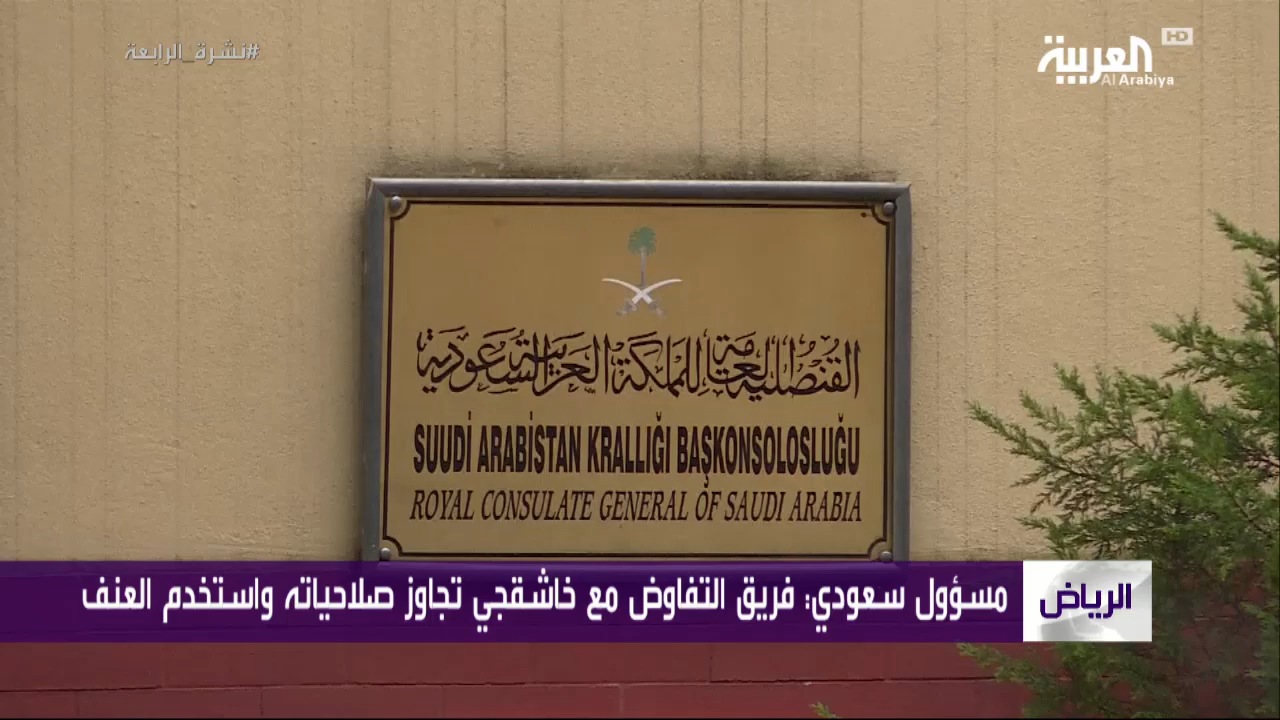 #نشرة_الرابعة
العربية HD
Al Arabiya
القنصلية العامة للمملكة العربية السعودية
SUUDİ ARABİSTAN KRALLIĞI BAŞKONSOLOSLUĞU
ROYAL CONSULATE GENERAL OF SAUDI ARABIA
الرياض
مسؤول سعودي: فريق التفاوض مع خاشقجي تجاوز صلاحياته واستخدم العنف